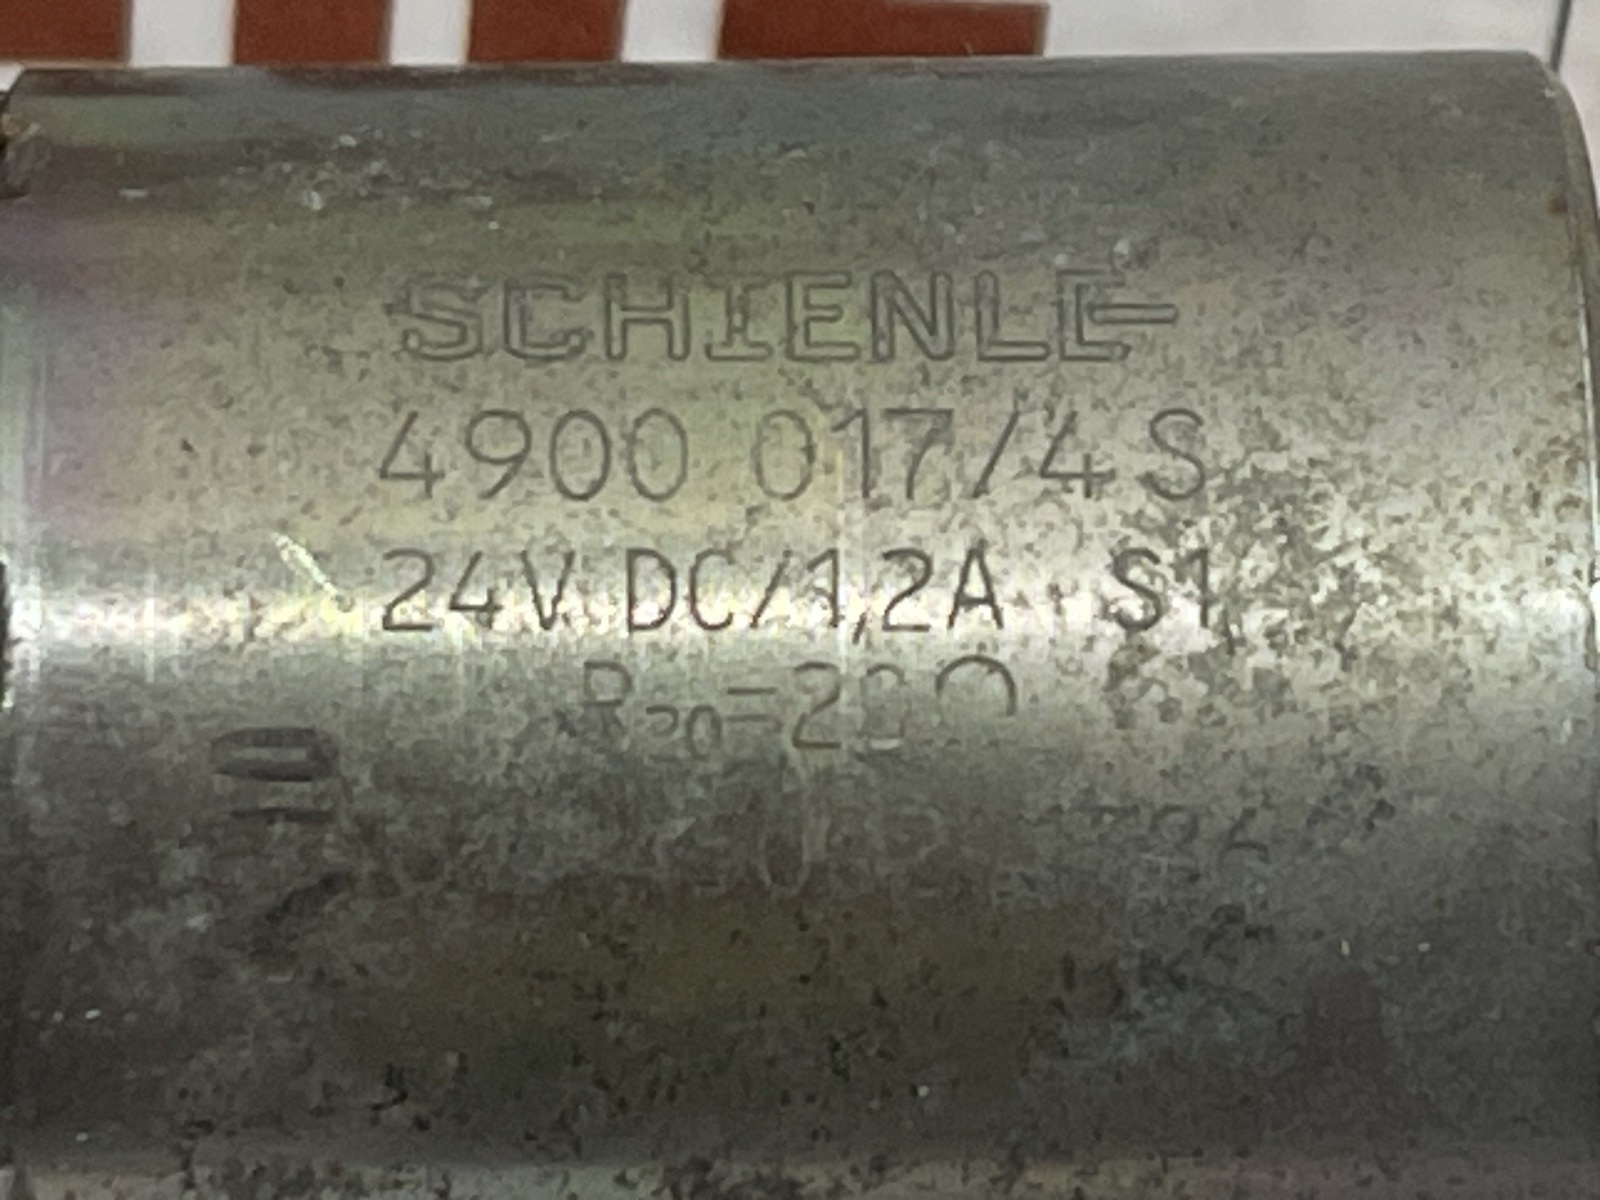 SCHIENLE
4900 017/4 S
24V DC/1,2A S1
R20=20Ω